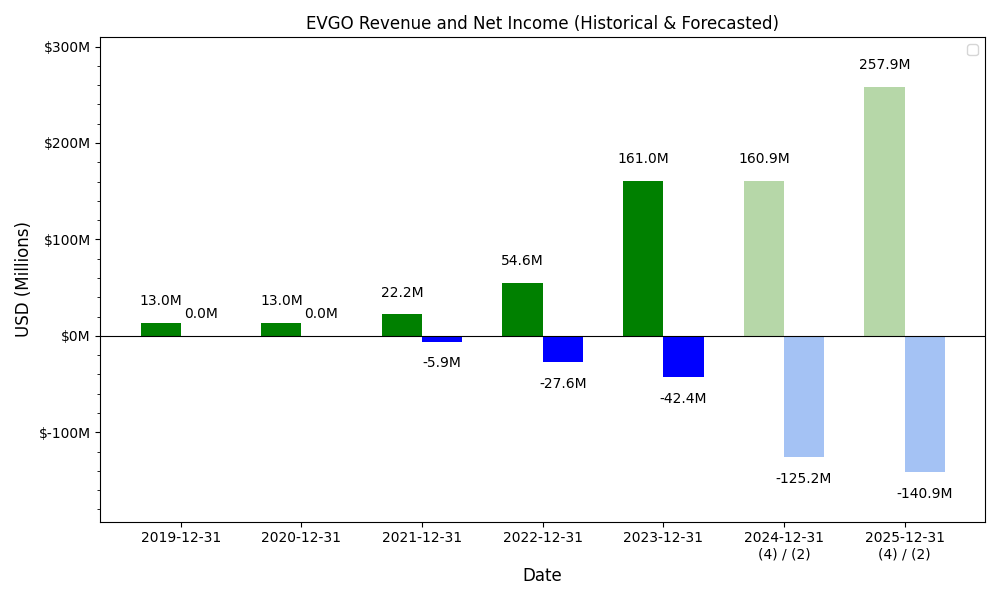 EVGO Revenue and Net Income (Historical & Forecasted)
$300M
$200M
$100M
$0M
$-100M
USD (Millions)
13.0M
0.0M
13.0M
0.0M
22.2M
-5.9M
54.6M
-27.6M
161.0M
-42.4M
160.9M
-125.2M
257.9M
-140.9M
2019-12-31
2020-12-31
2021-12-31
2022-12-31
2023-12-31
2024-12-31
(4) / (2)
2025-12-31
(4) / (2)
Date